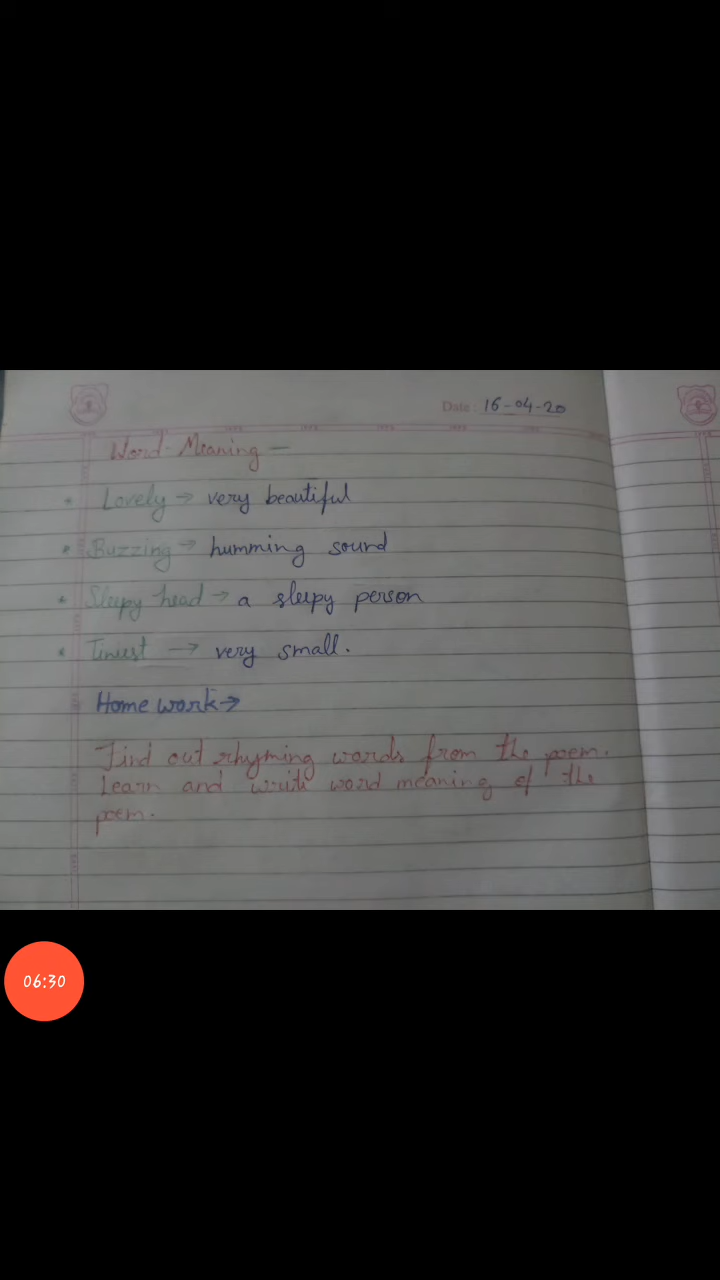 Date: 16-04-20
Word-Meaning —
* Lovely → very beautiful
* Buzzing → humming sound
* Sleepy head → a sleepy person
* Tiniest → very small.
Home work →
Find out rhyming words from the poem.
Learn and write word meaning of the
poem.
06:30